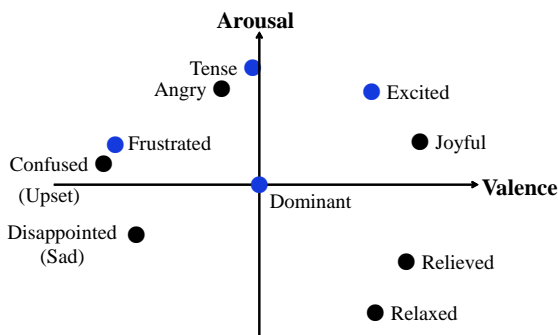 Arousal
Tense
Angry
Excited
Frustrated
Joyful
Confused
(Upset)
Valence
Dominant
Disappointed
(Sad)
Relieved
Relaxed